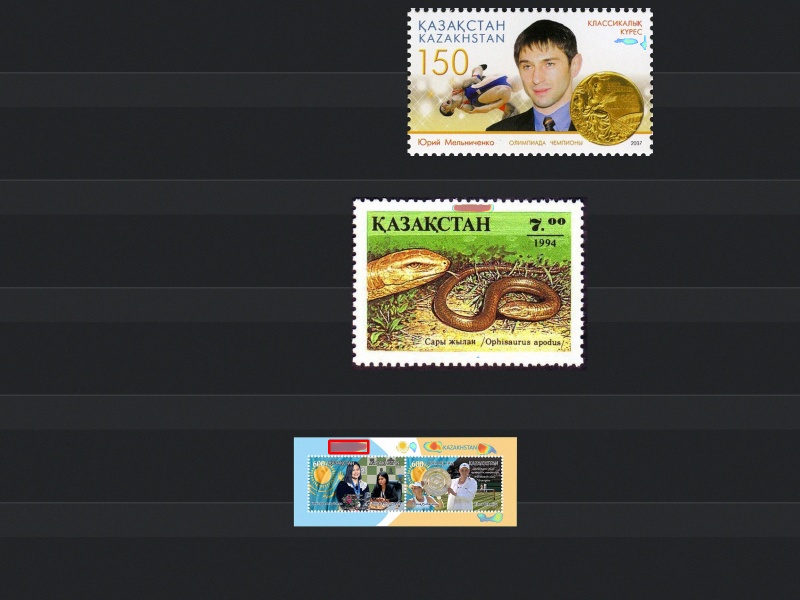 ҚАЗАҚСТАН
KAZAKHSTAN
150
КЛАССИКАЛЫҚ
КҮРЕС
Юрий Мельниченко
ОЛИМПИАДА ЧЕМПИОНЫ
2007
ҚАЗАҚСТАН
7.00
1994
Сары жылан /Ophisaurus apodus/
KAZAKHSTAN
600
600